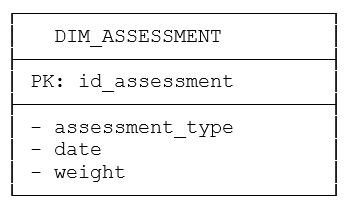 DIM_ASSESSMENT
PK: id_assessment
- assessment_type
- date
- weight